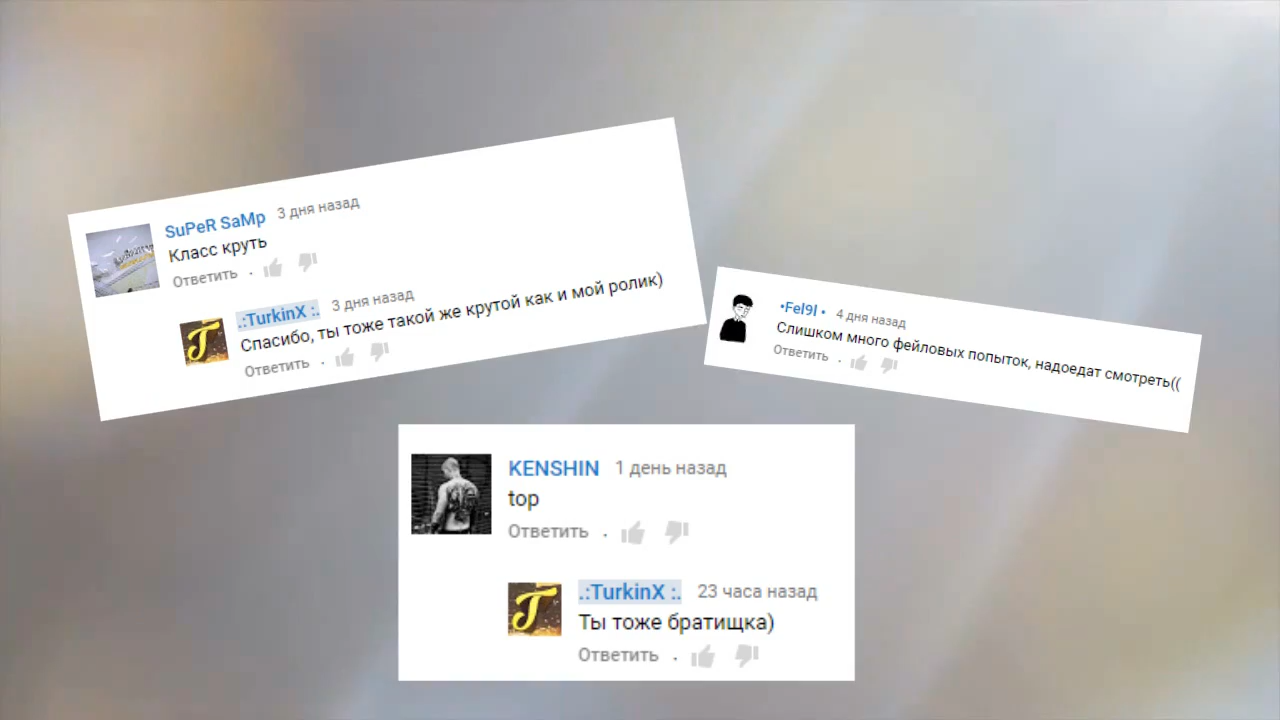 SuPeR SaMp 3 дня назад
Класс круть
Ответить
.:TurkinX :. 3 дня назад
Спасибо, ты тоже такой же крутой как и мой ролик)
Ответить
•Fel9I • 4 дня назад
Слишком много фейловых попыток, надоедат смотреть((
Ответить
KENSHIN 1 день назад
top
Ответить
.:TurkinX :. 23 часа назад
Ты тоже братищка)
Ответить